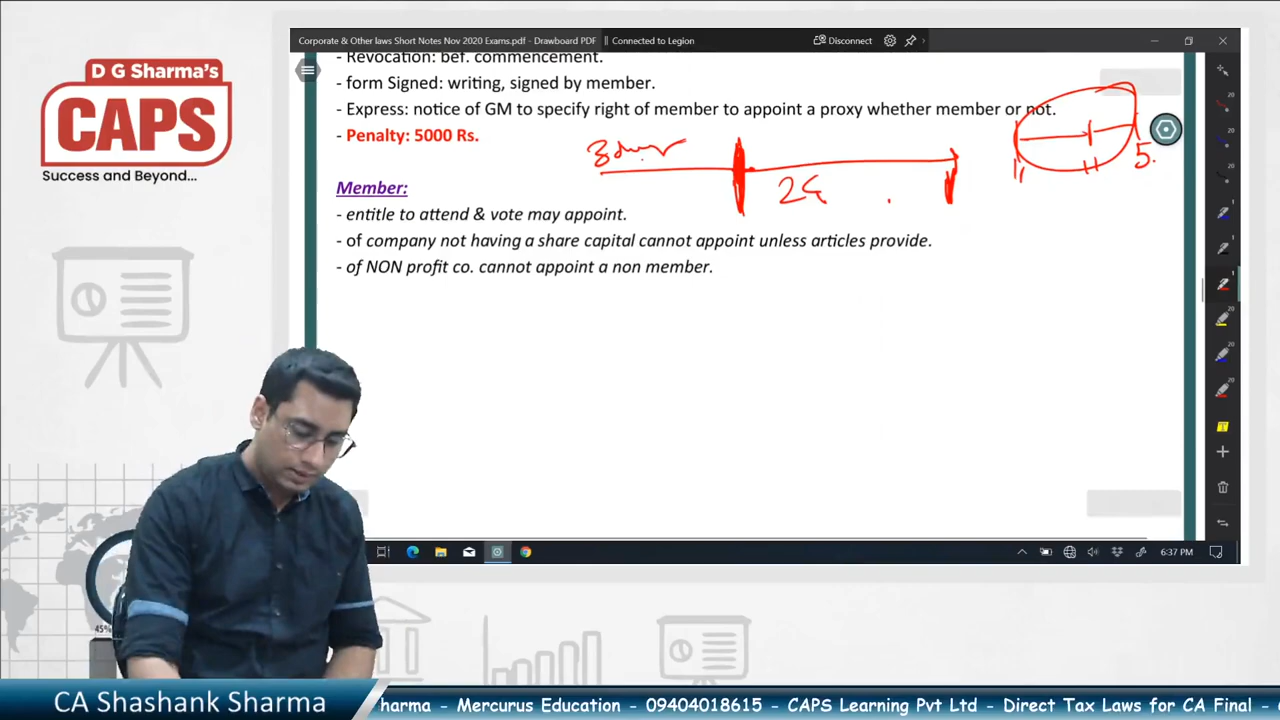 D G Sharma's
CAPS
Success and Beyond...
Corporate & Other laws Short Notes Nov 2020 Exams.pdf - Drawboard PDF
Connected to Legion
Disconnect
- Revocation: bef. commencement.
- form Signed: writing, signed by member.
- Express: notice of GM to specify right of member to appoint a proxy whether member or not.
- Penalty: 5000 Rs.
24
11
11
5.
Member:
- entitle to attend & vote may appoint.
- of company not having a share capital cannot appoint unless articles provide.
- of NON profit co. cannot appoint a non member.
6:37 PM
45%
CA Shashank Sharma
harma - Mercurus Education - 09404018615 - CAPS Learning Pvt Ltd - Direct Tax Laws for CA Final -